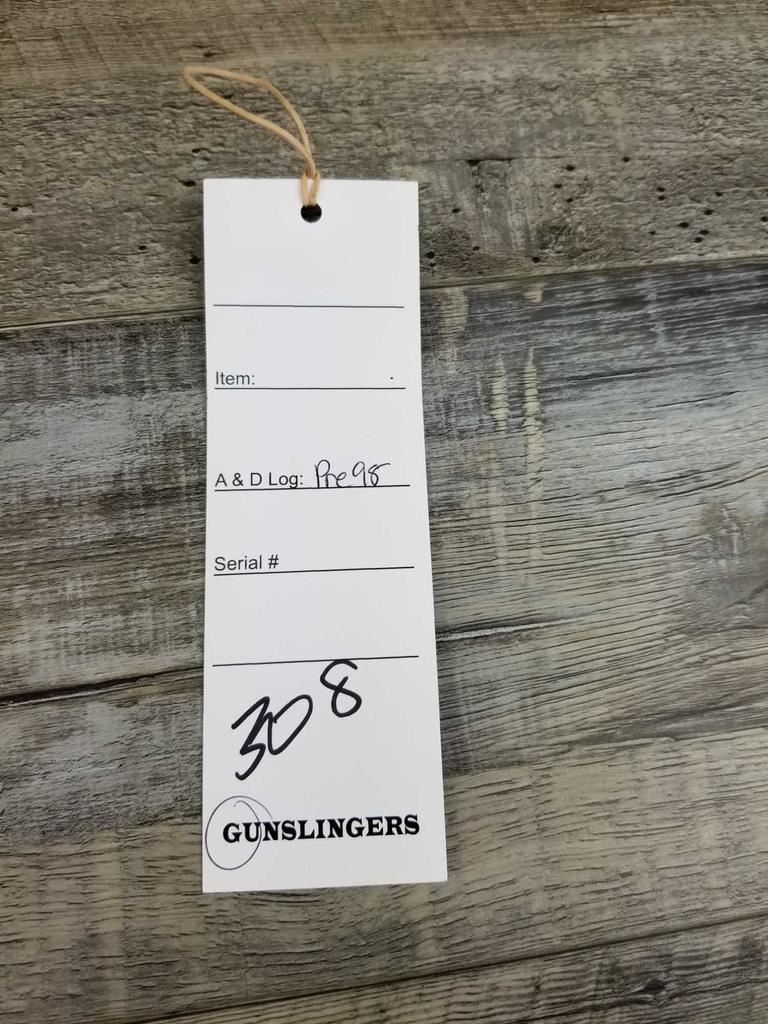 Item:
A & D Log: Pre98
Serial #
308
GUNSLINGERS